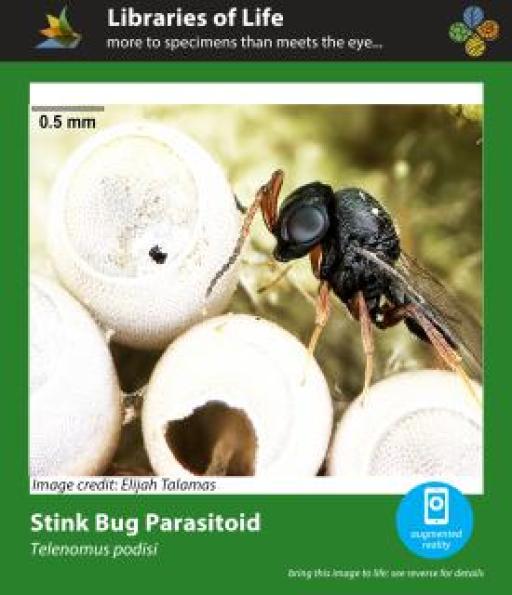 Libraries of Life
more to specimens than meets the eye...
0.5 mm
Image credit: Elijah Talamas
Stink Bug Parasitoid
Telenomus podisi
augmented
reality
bring this image to life: see reverse for details